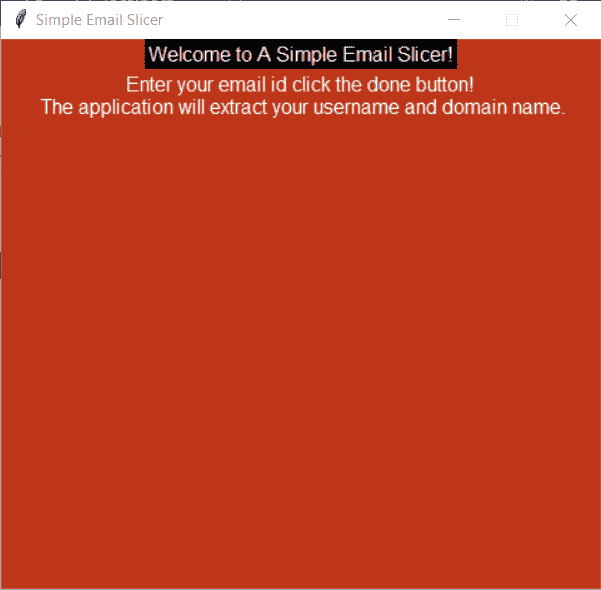 Simple Email Slicer
Welcome to A Simple Email Slicer!
Enter your email id click the done button!
The application will extract your username and domain name.